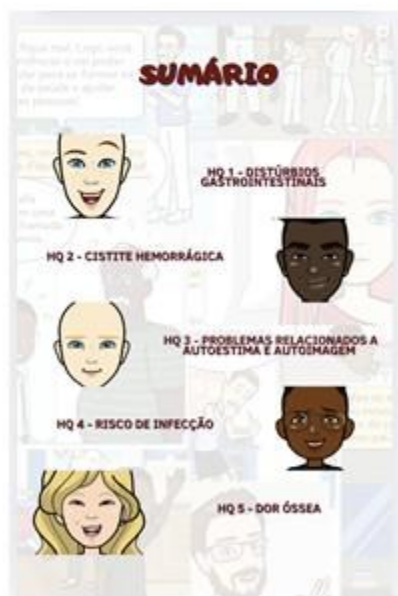 SUMÁRIO
HQ 1 - DISTÚRBIOS
GASTROINTESTINAIS
HQ 2 - CISTITE HEMORRÁGICA
HQ 3 - PROBLEMAS RELACIONADOS A
AUTOESTIMA E AUTOIMAGEM
HQ 4 - RISCO DE INFECÇÃO
HQ 5 - DOR ÓSSEA